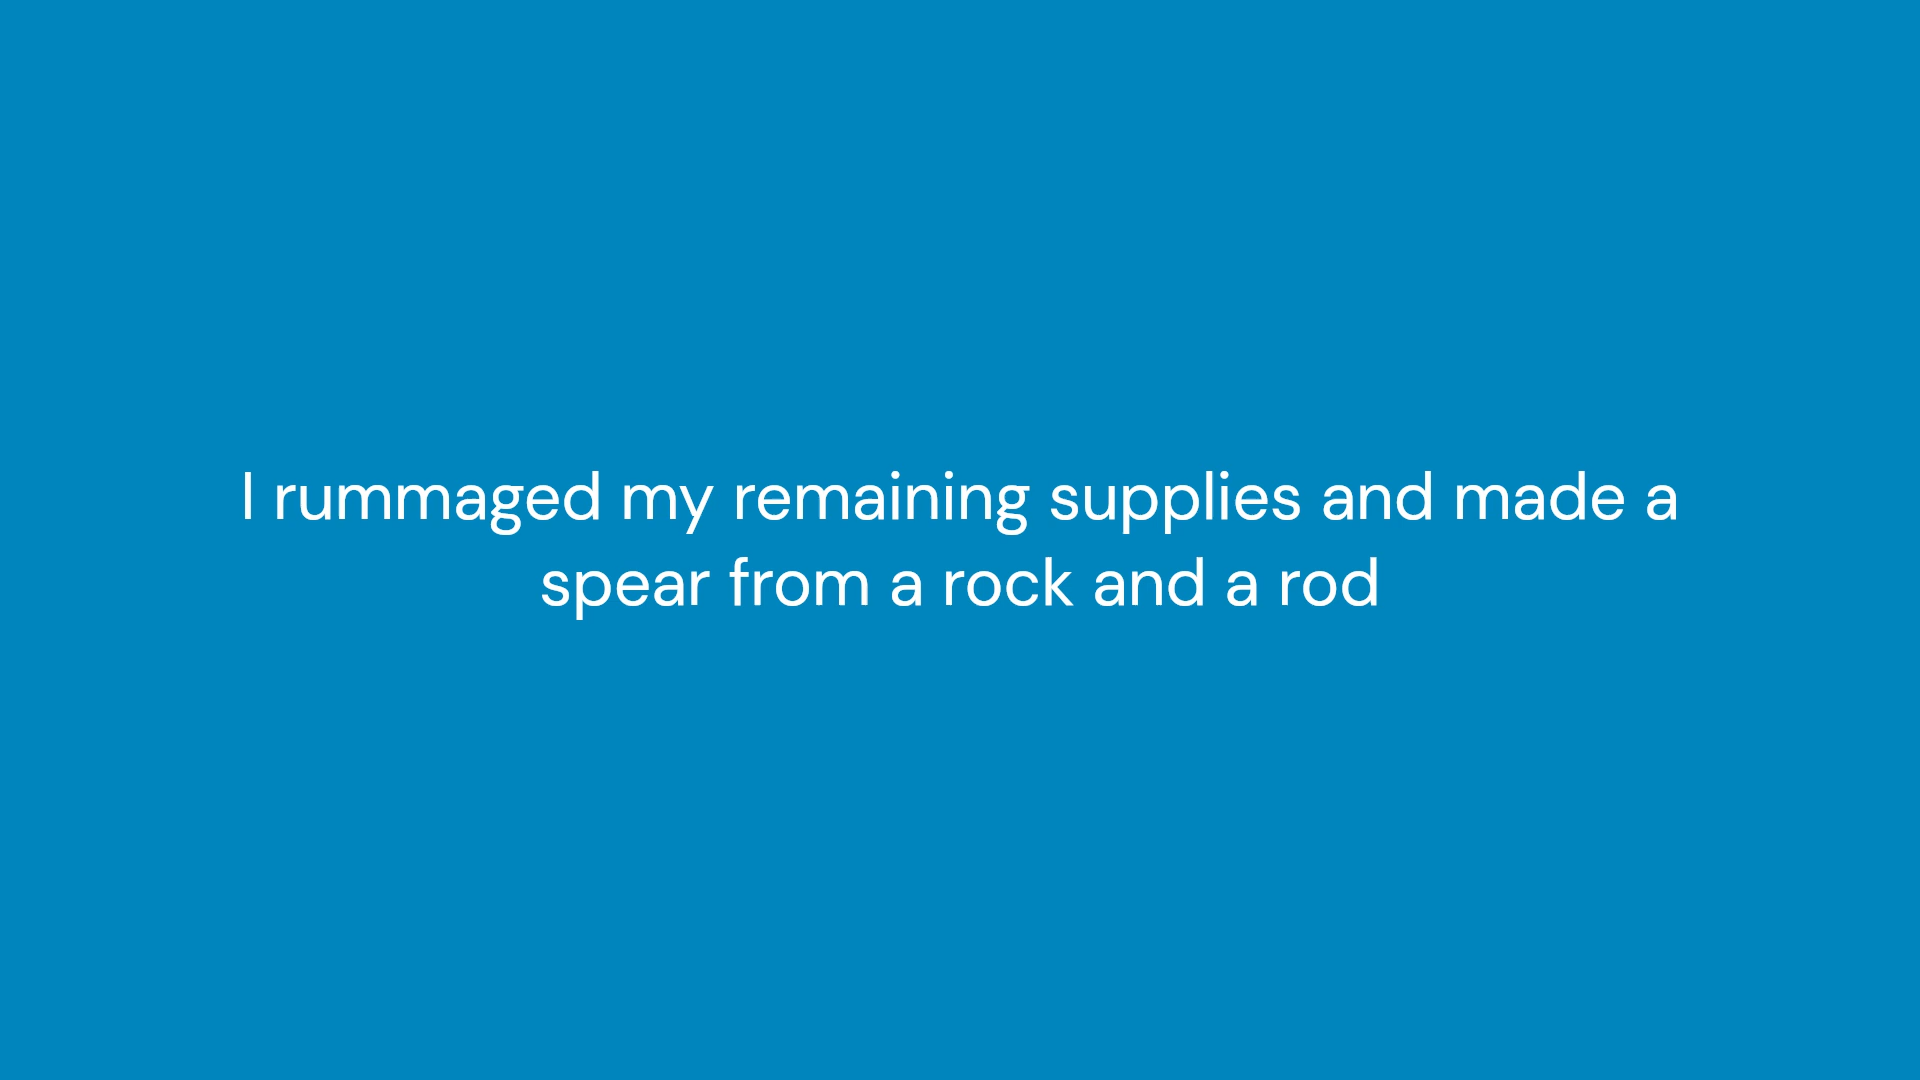 I rummaged my remaining supplies and made a
spear from a rock and a rod